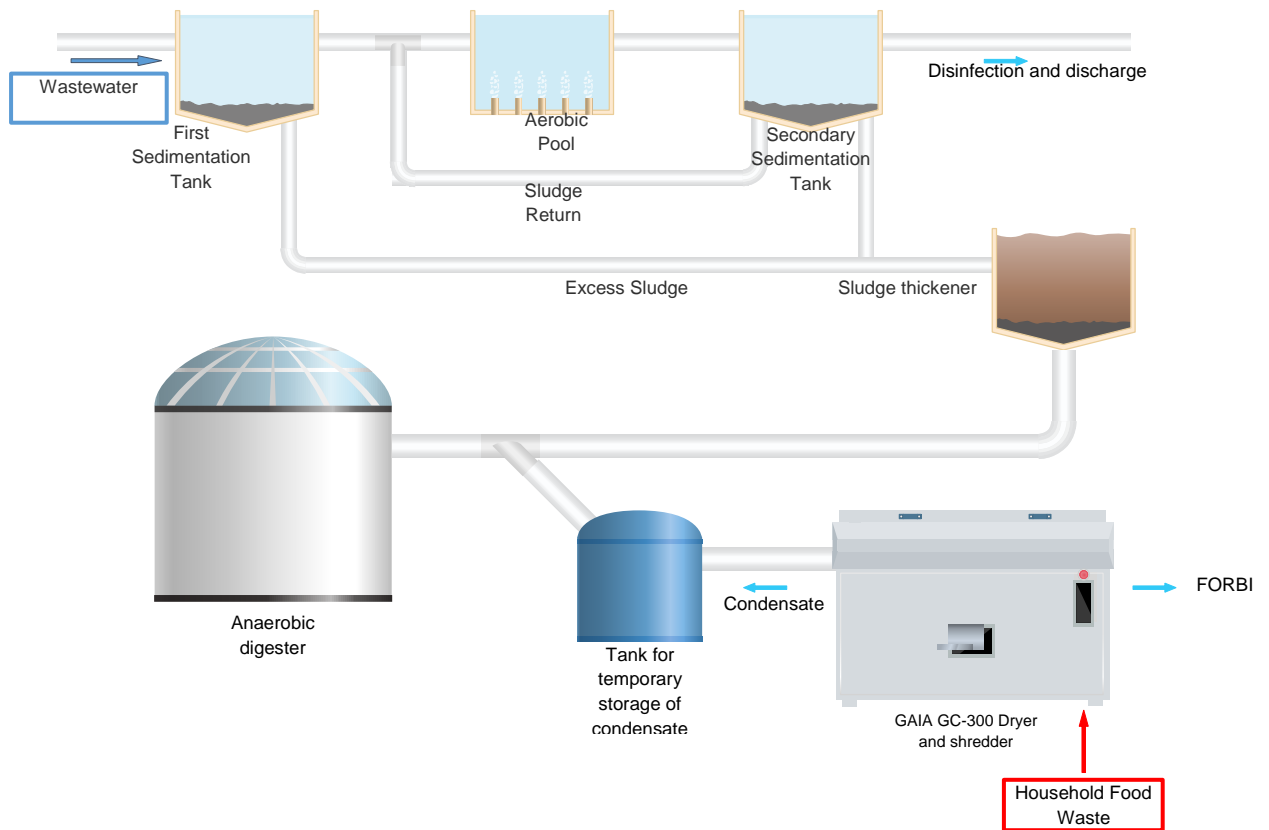 Wastewater
Disinfection and discharge
First
Sedimentation
Tank
Aerobic
Pool
Secondary
Sedimentation
Tank
Sludge
Return
Excess Sludge
Sludge thickener
Anaerobic
digester
Tank for
temporary
storage of
condensate
Condensate
FORBI
GAIA GC-300 Dryer
and shredder
Household Food
Waste